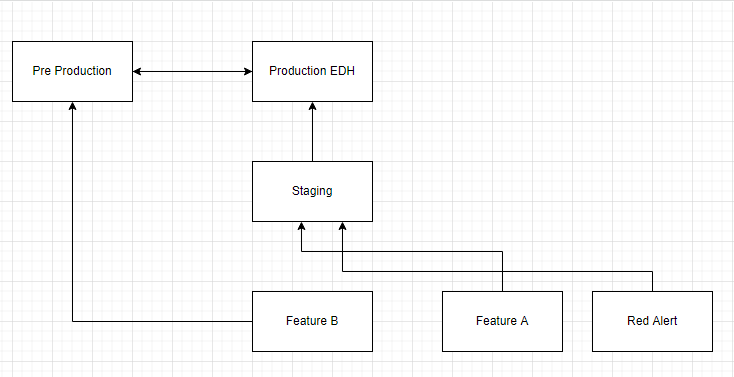 Pre Production
Production EDH
Staging
Feature B
Feature A
Red Alert